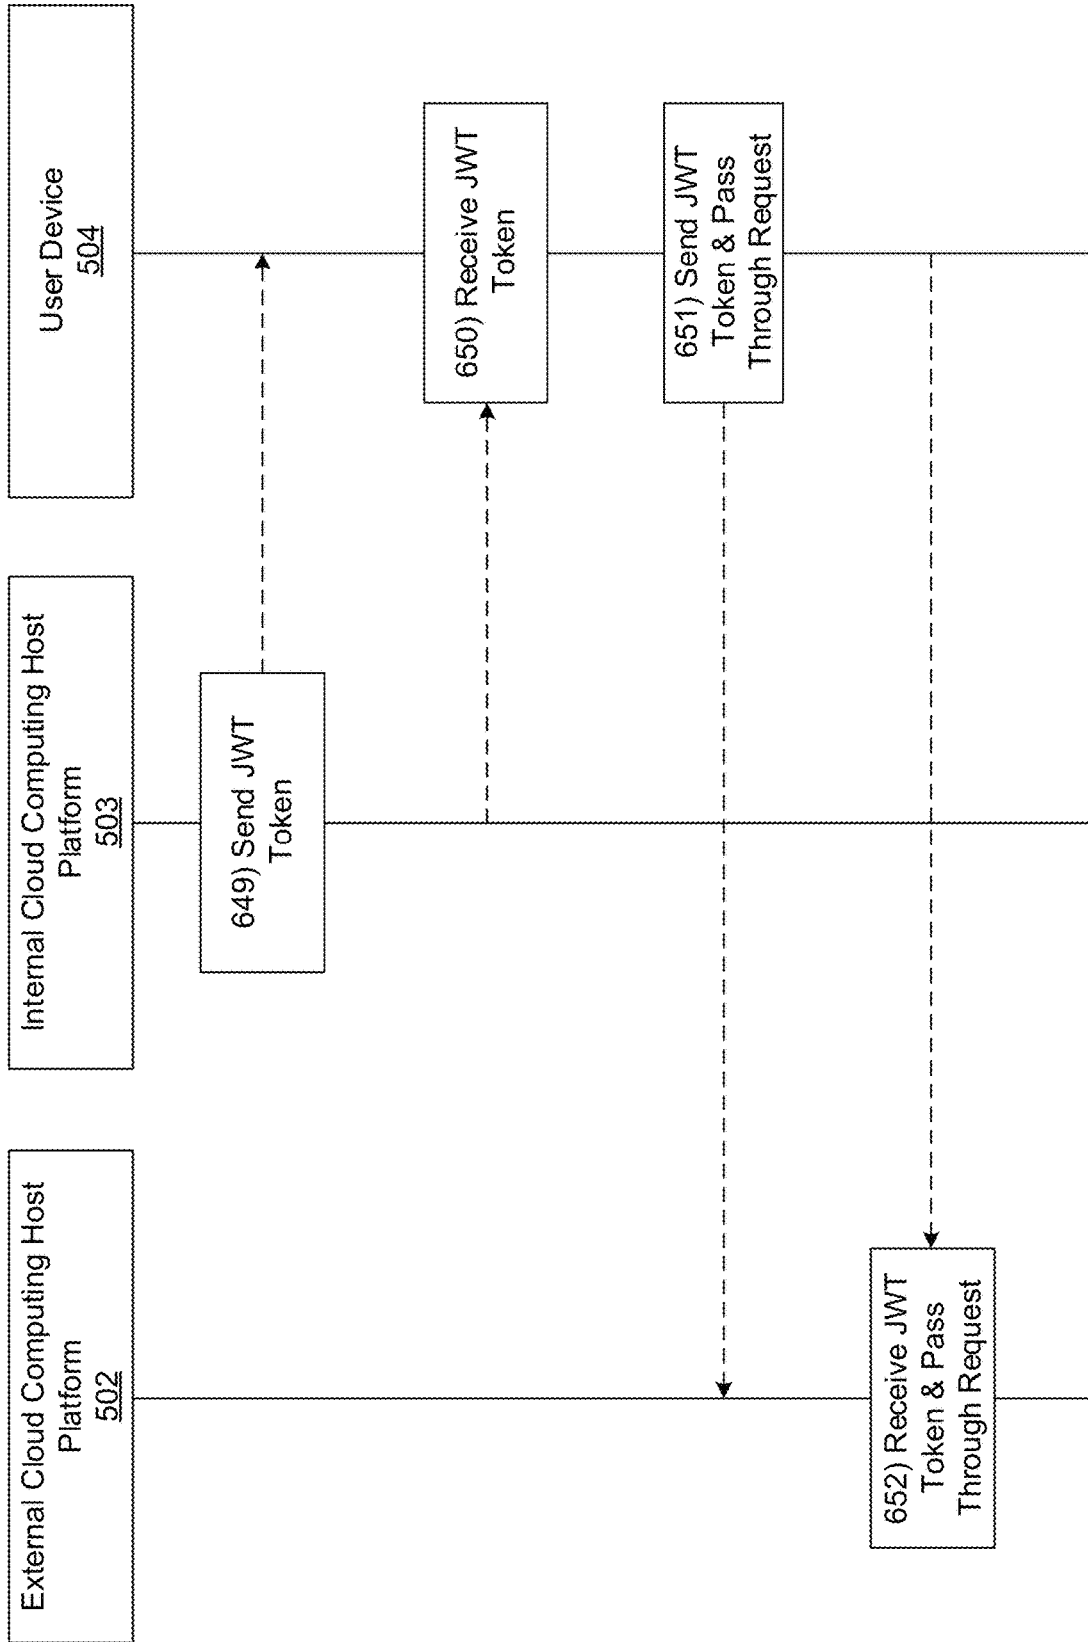 External Cloud Computing Host
Platform
502
Internal Cloud Computing Host
Platform
503
User Device
504
649) Send JWT
Token
650) Receive JWT
Token
651) Send JWT
Token & Pass
Through Request
652) Receive JWT
Token & Pass
Through Request